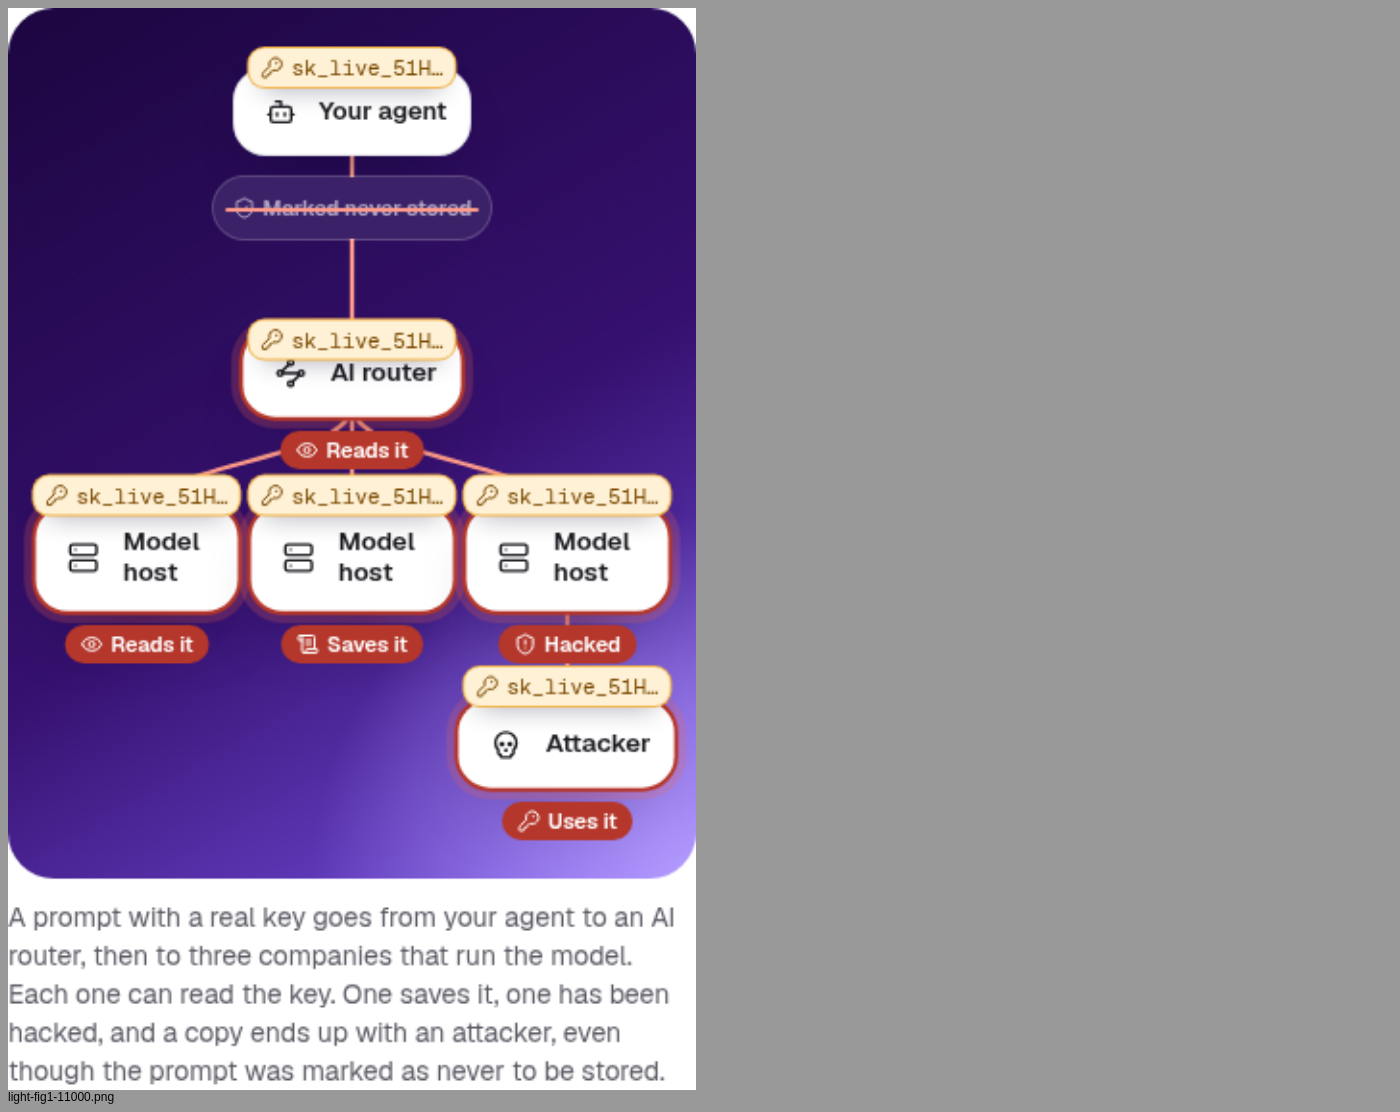 sk_live_51H…
Your agent
Marked never stored
sk_live_51H…
AI router
Reads it
sk_live_51H… sk_live_51H… sk_live_51H…
Model host
Model host
Model host
Reads it Saves it Hacked
sk_live_51H…
Attacker
Uses it
A prompt with a real key goes from your agent to an AI
router, then to three companies that run the model.
Each one can read the key. One saves it, one has been
hacked, and a copy ends up with an attacker, even
though the prompt was marked as never to be stored.
light-fig1-11000.png